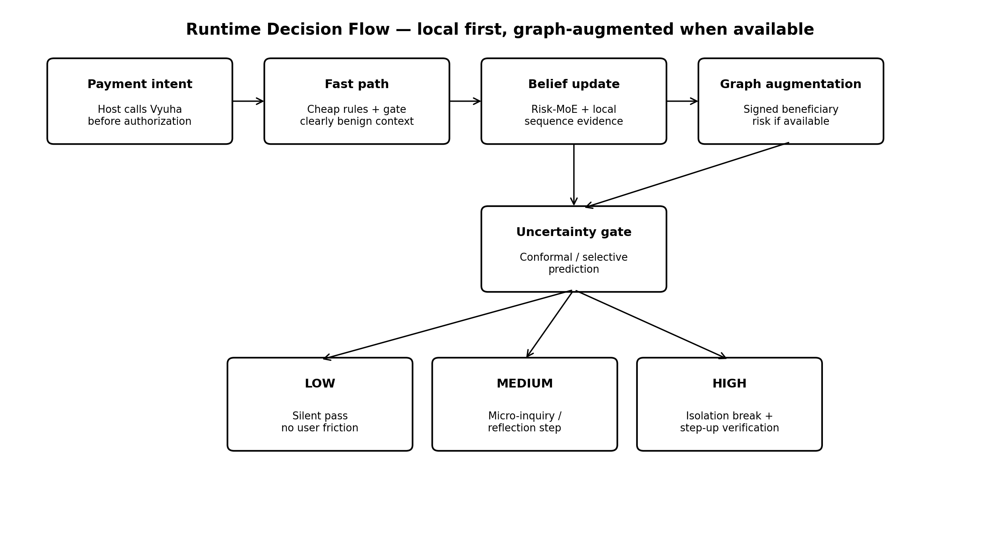 Runtime Decision Flow — local first, graph-augmented when available
Payment intent
Host calls Vyuha
before authorization
Fast path
Cheap rules + gate
clearly benign context
Belief update
Risk-MoE + local
sequence evidence
Graph augmentation
Signed beneficiary
risk if available
Uncertainty gate
Conformal / selective
prediction
LOW
Silent pass
no user friction
MEDIUM
Micro-inquiry /
reflection step
HIGH
Isolation break +
step-up verification